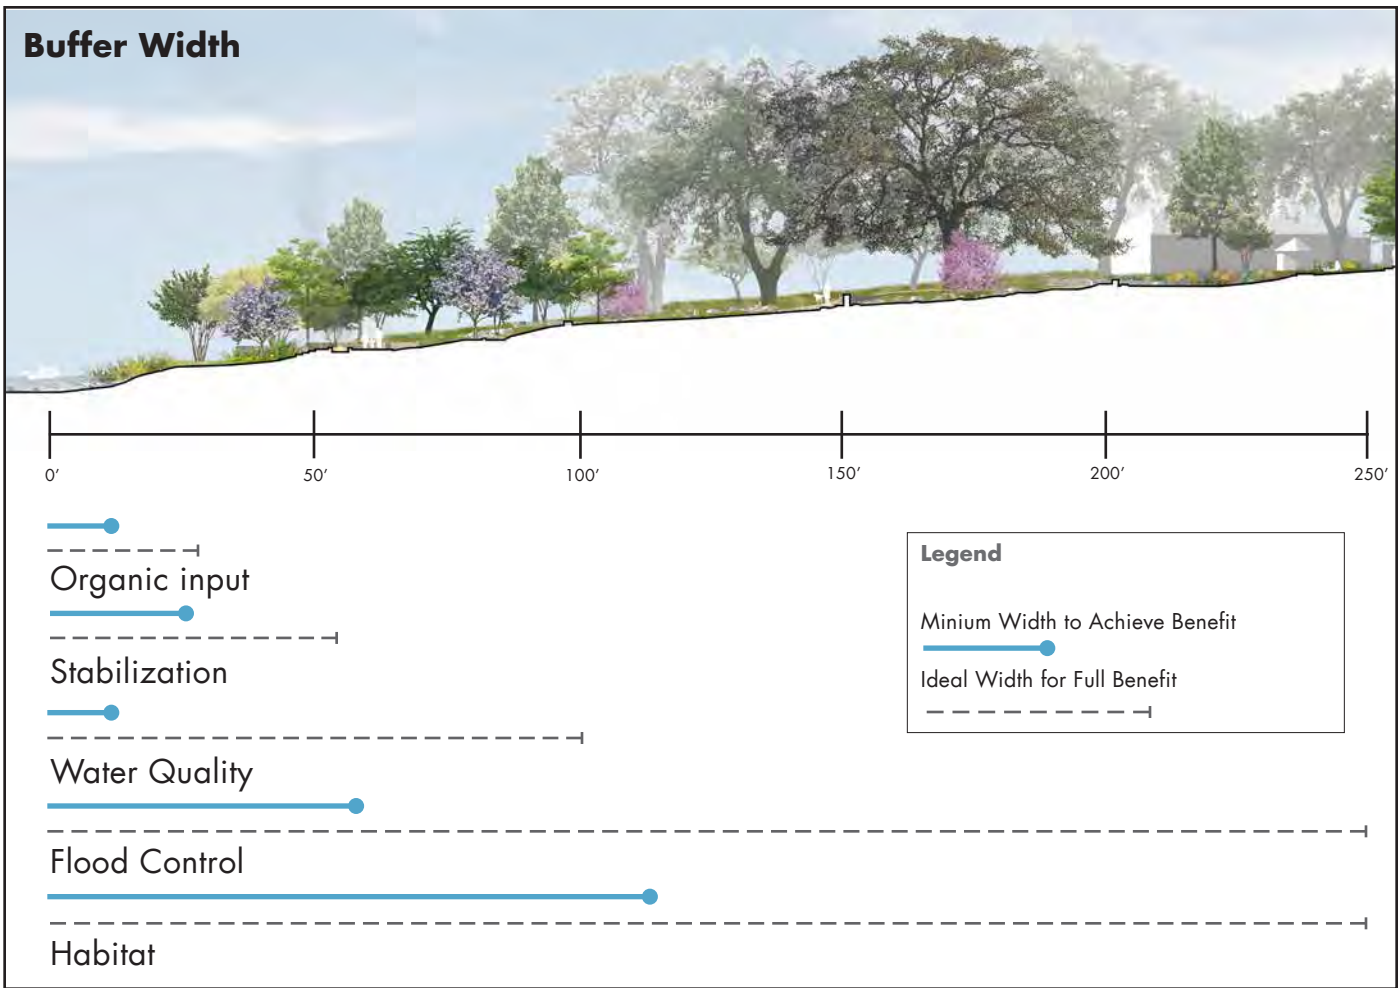 Buffer Width
0’
50’
100’
150’
200’
250’
Organic input
Stabilization
Water Quality
Flood Control
Habitat
Legend
Minium Width to Achieve Benefit
Ideal Width for Full Benefit